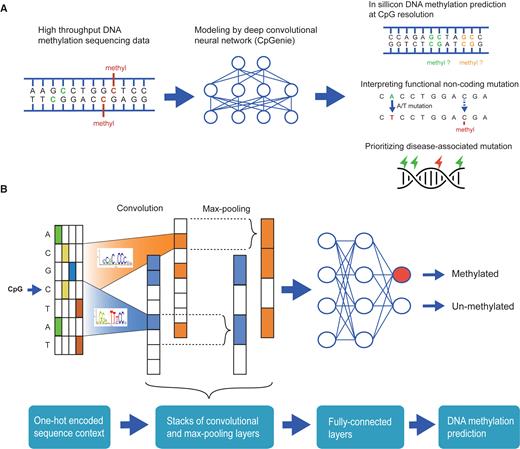 A
High throughput DNA
methylation sequencing data
methyl
A A G C C T G G C T C C
T T C G G A C C G A G G
methyl
Modeling by deep convolutional
neural network (CpGenie)
In sillicon DNA methylation prediction
at CpG resolution
C C A G A G C T A G C C
G G T C T C G A T C G G
methyl ? methyl ?
Interpreting functional non-coding mutation
C A C C T G G A C G A
A/T mutation
C T C C T G G A C G A
methyl
Prioritizing disease-associated mutation
B
Convolution
Max-pooling
A
C
G
CpG
C
T
A
T
Methylated
Un-methylated
One-hot encoded
sequence context
Stacks of convolutional
and max-pooling layers
Fully-connected
layers
DNA methylation
prediction